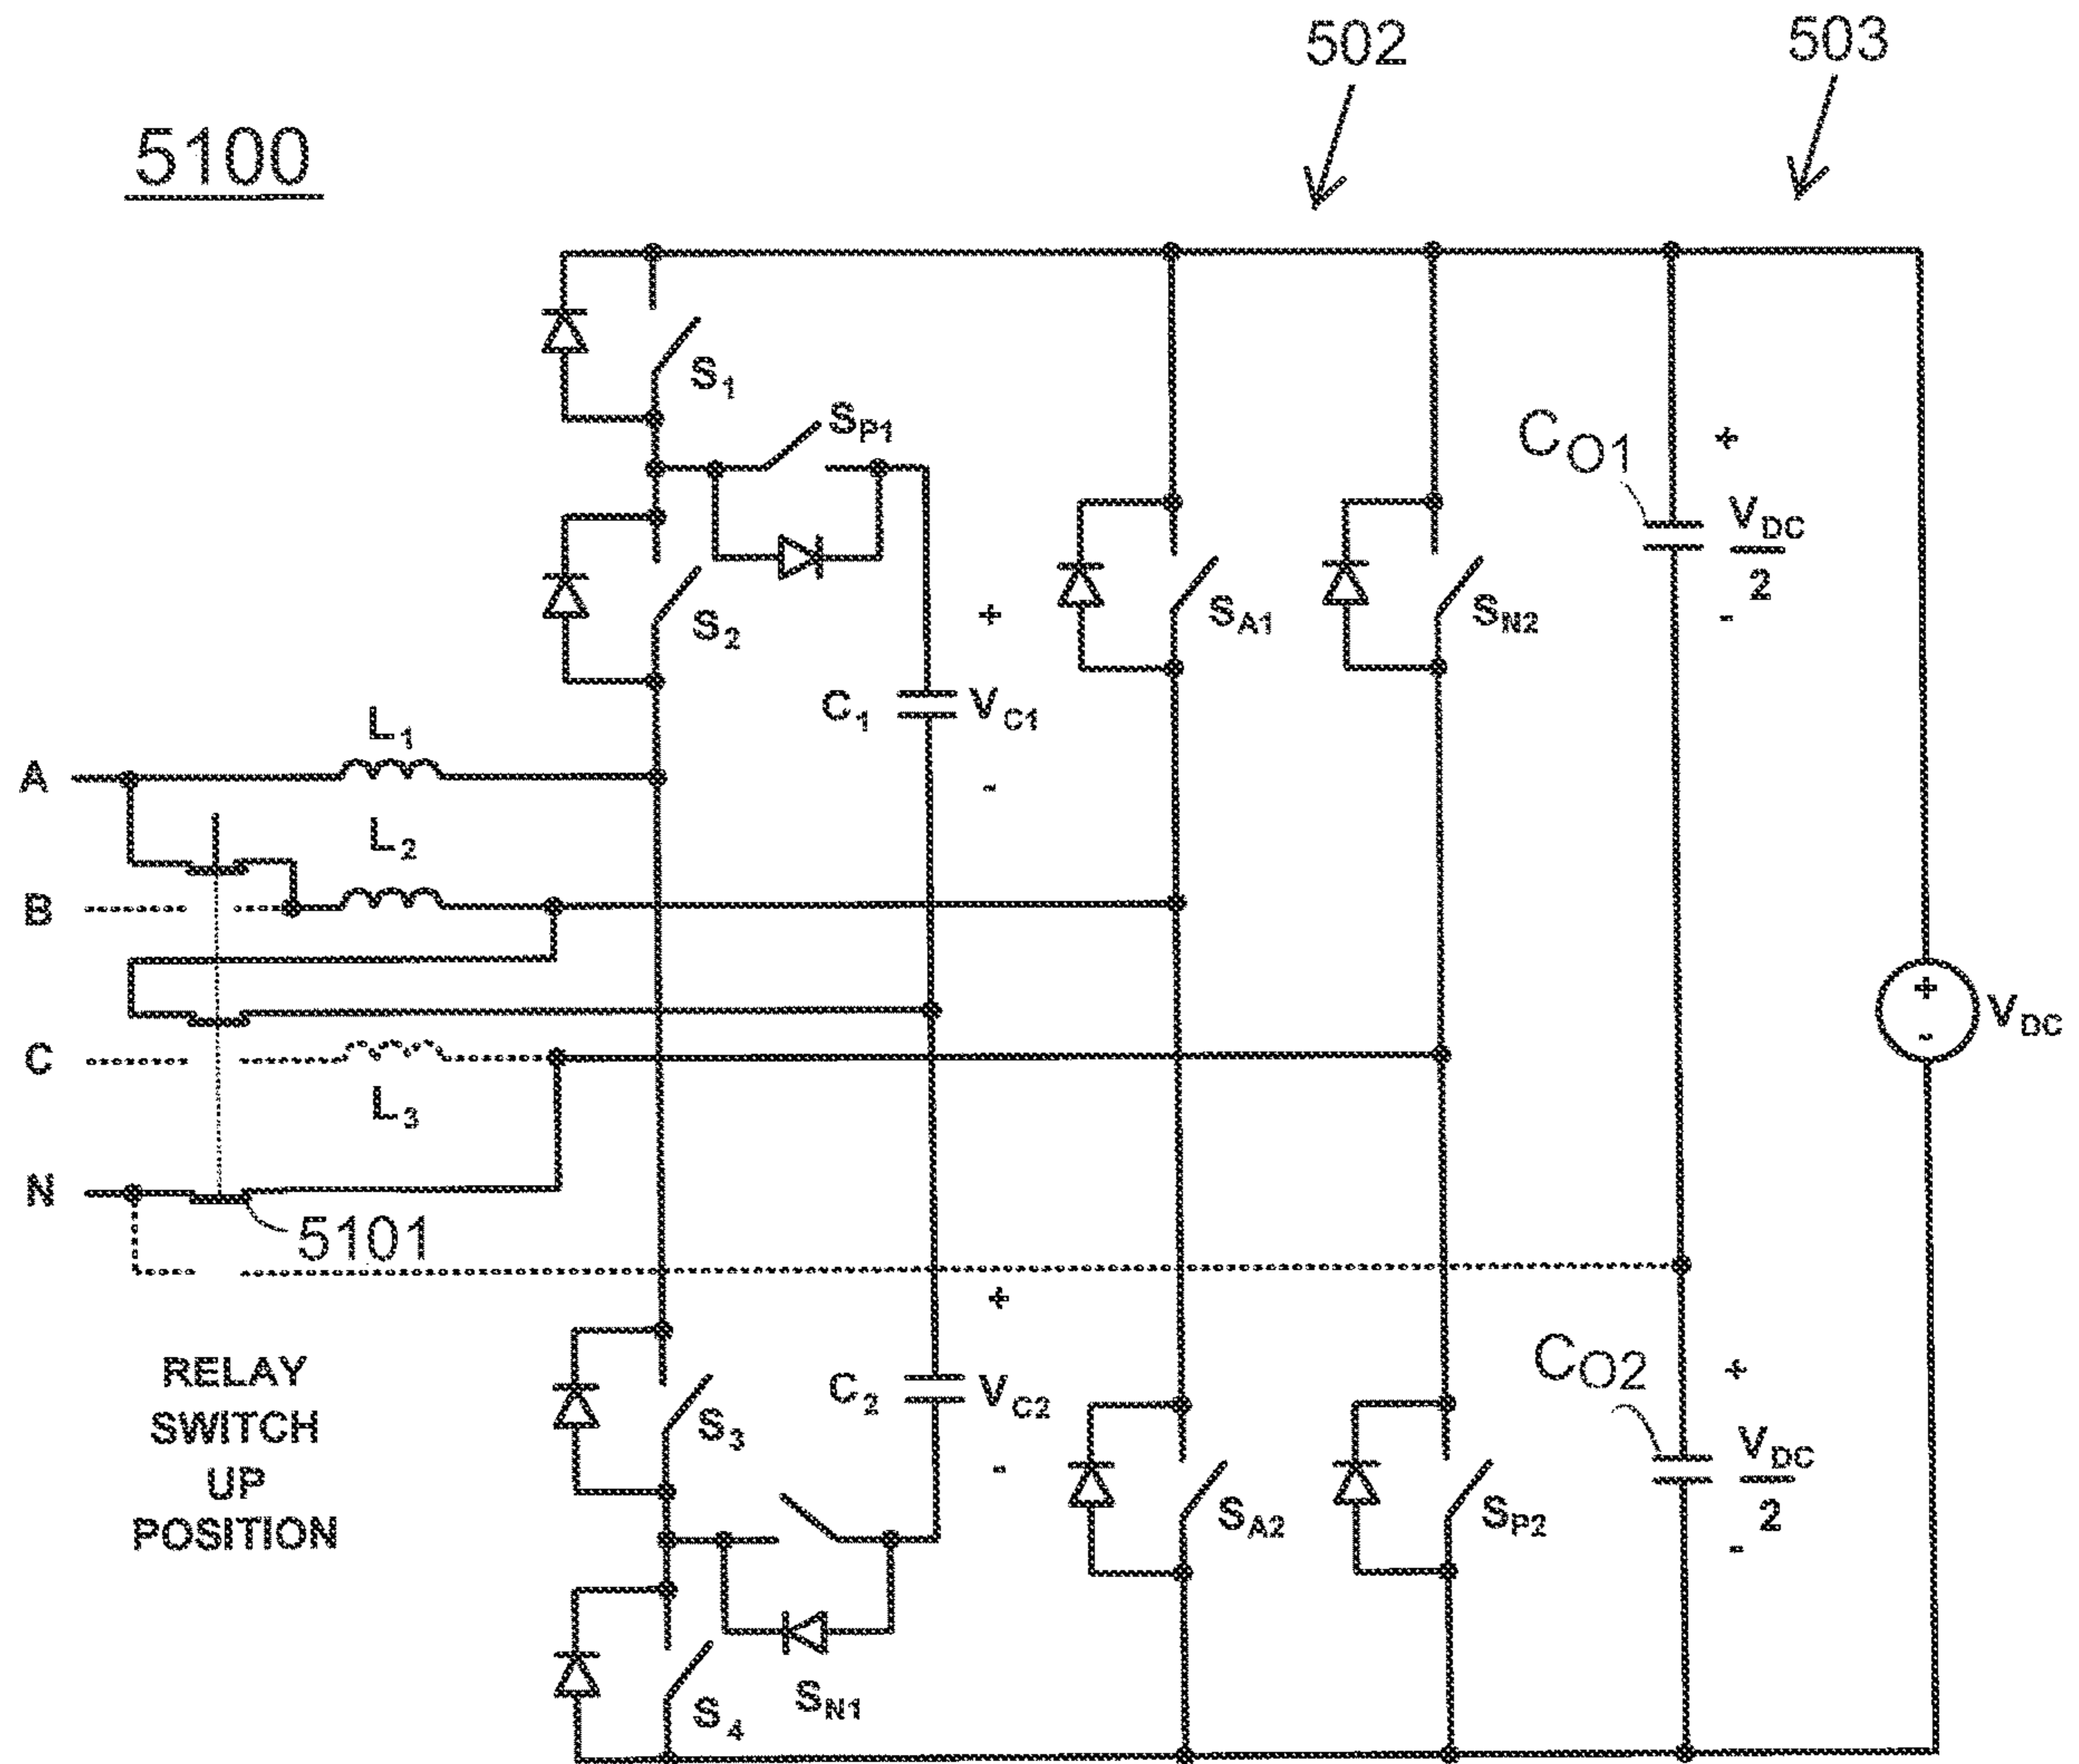 502
503
5100
S1
SP1
CO1
+
VDC
2
-
S2
+
SA1
SN2
C1
VC1
-
L1
A
L2
B
+
-
VDC
C
L3
N
5101
+
RELAY
SWITCH
UP
POSITION
S3
C2
VC2
-
CO2
+
VDC
2
-
SA2
SP2
SN1
S4